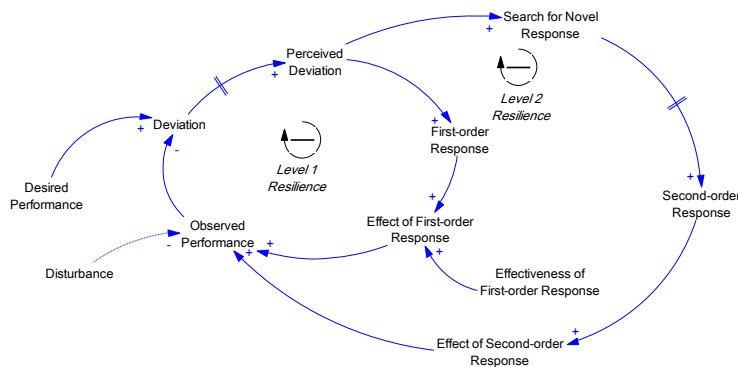 Search for Novel
Response
+
Perceived
Deviation
+
Level 2
Resilience
+
Deviation
-
+
First-order
Response
Level 1
Resilience
+
Desired
Performance
+
Second-order
Response
Observed
Performance
-
+
+
Effect of First-order
Response
+
Disturbance
Effectiveness of
First-order Response
+
Effect of Second-order
Response